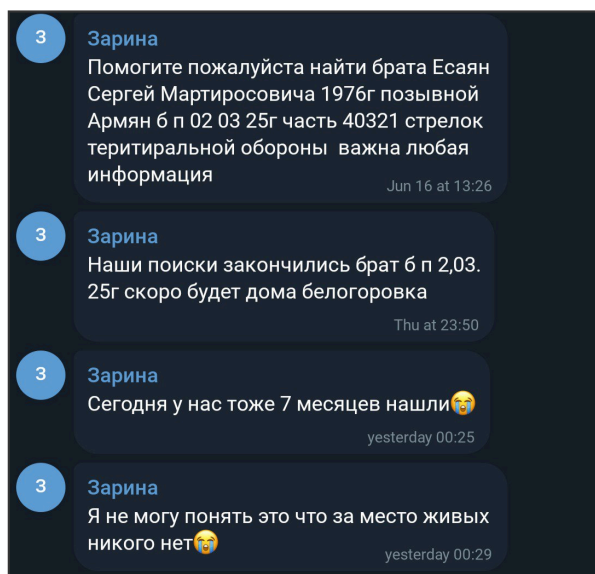 З
Зарина
Помогите пожалуйста найти брата Есаян
Сергей Мартиросовича 1976г позывной
Армян б п 02 03 25г часть 40321 стрелок
теритиральной обороны важна любая
информация
Jun 16 at 13:26
З
Зарина
Наши поиски закончились брат б п 2,03.
25г скоро будет дома белогоровка
Thu at 23:50
З
Зарина
Сегодня у нас тоже 7 месяцев нашли😭
yesterday 00:25
З
Зарина
Я не могу понять это что за место живых
никого нет😭
yesterday 00:29